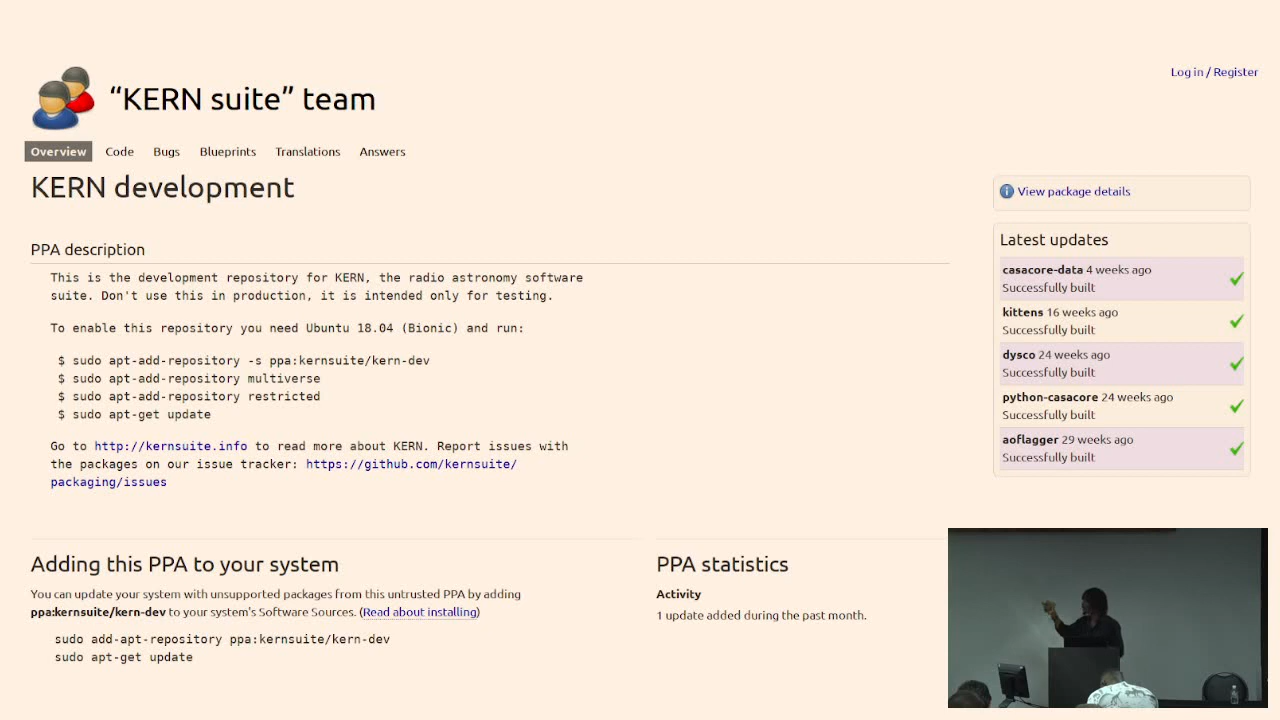 Log in / Register
“KERN suite” team
Overview Code Bugs Blueprints Translations Answers
KERN development
PPA description
This is the development repository for KERN, the radio astronomy software
suite. Don't use this in production, it is intended only for testing.
To enable this repository you need Ubuntu 18.04 (Bionic) and run:
$ sudo apt-add-repository -s ppa:kernsuite/kern-dev
$ sudo apt-add-repository multiverse
$ sudo apt-add-repository restricted
$ sudo apt-get update
Go to http://kernsuite.info to read more about KERN. Report issues with
the packages on our issue tracker: https://github.com/kernsuite/
packaging/issues
View package details
Latest updates
casacore-data 4 weeks ago
Successfully built
kittens 16 weeks ago
Successfully built
dysco 24 weeks ago
Successfully built
python-casacore 24 weeks ago
Successfully built
aoflagger 29 weeks ago
Successfully built
Adding this PPA to your system
You can update your system with unsupported packages from this untrusted PPA by adding
ppa:kernsuite/kern-dev to your system's Software Sources. (Read about installing)
sudo add-apt-repository ppa:kernsuite/kern-dev
sudo apt-get update
PPA statistics
Activity
1 update added during the past month.